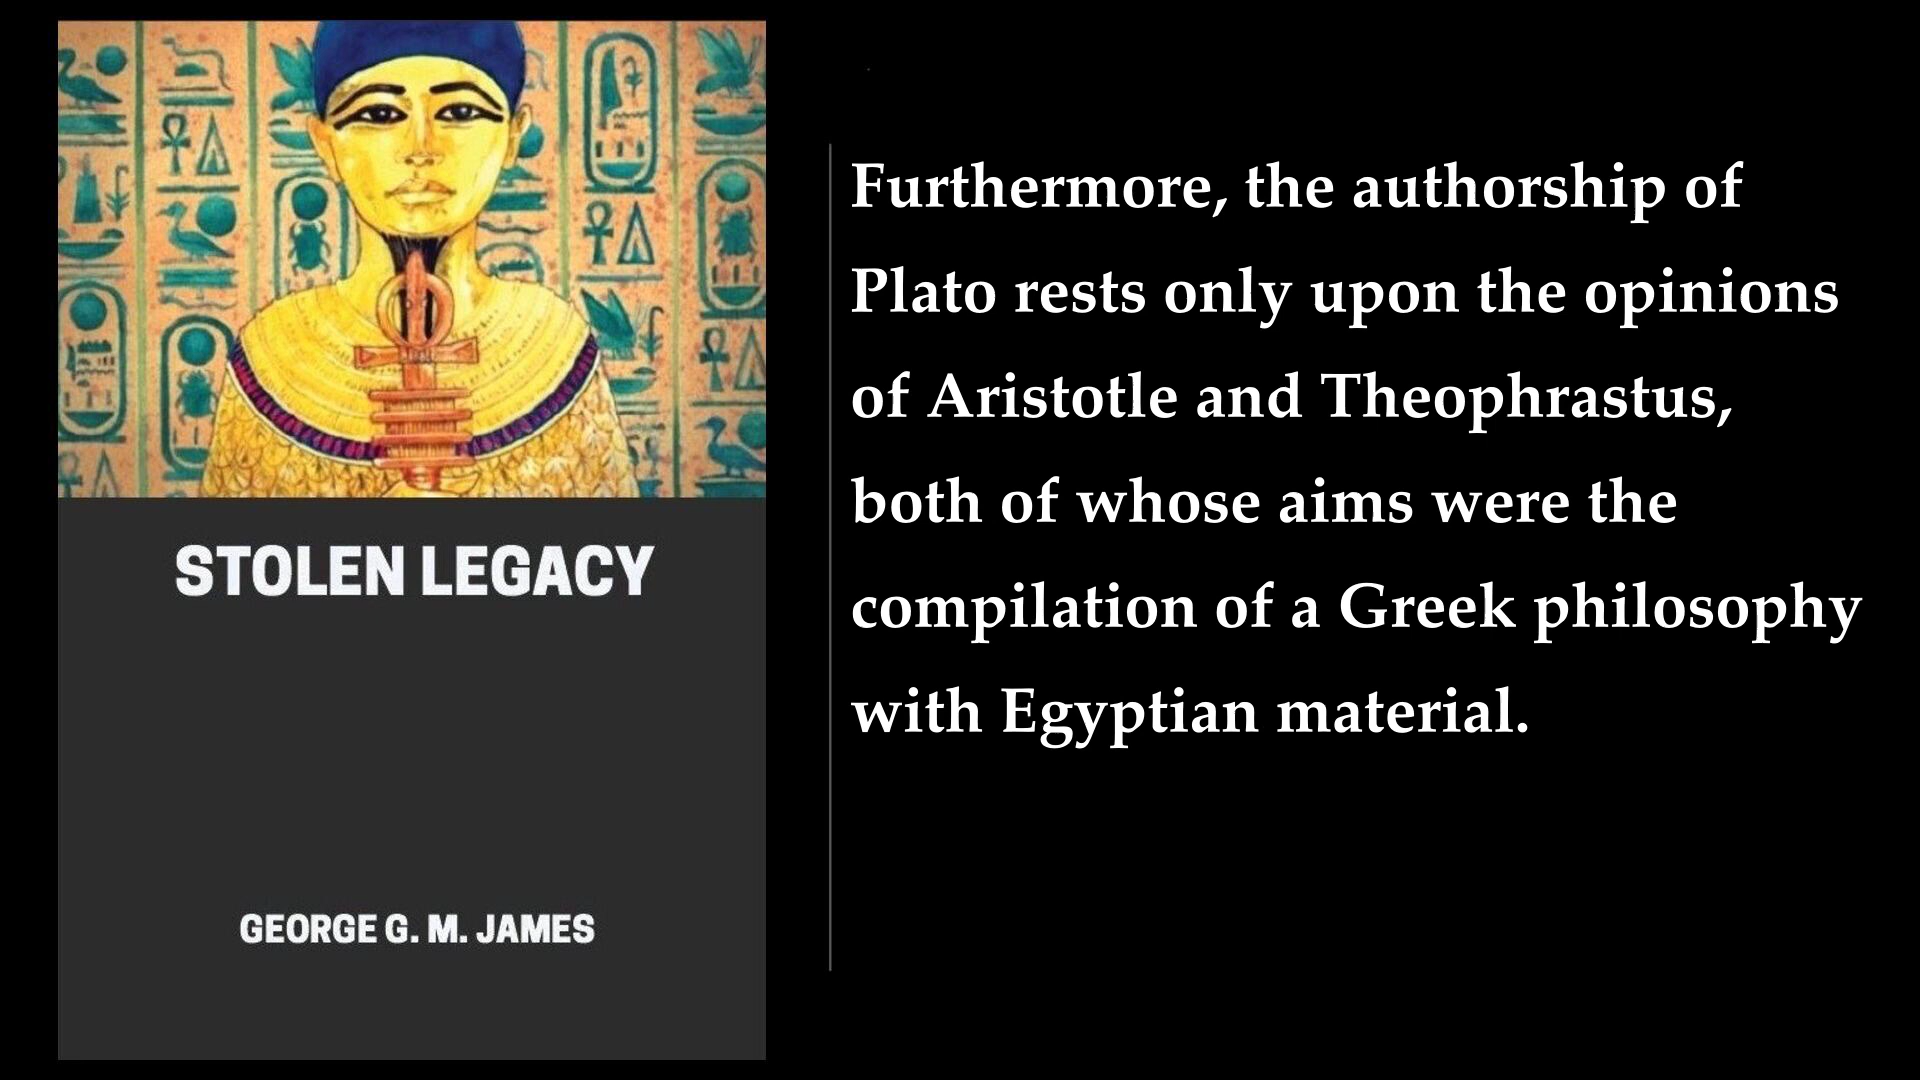 STOLEN LEGACY
GEORGE G. M. JAMES
Furthermore, the authorship of
Plato rests only upon the opinions
of Aristotle and Theophrastus,
both of whose aims were the
compilation of a Greek philosophy
with Egyptian material.